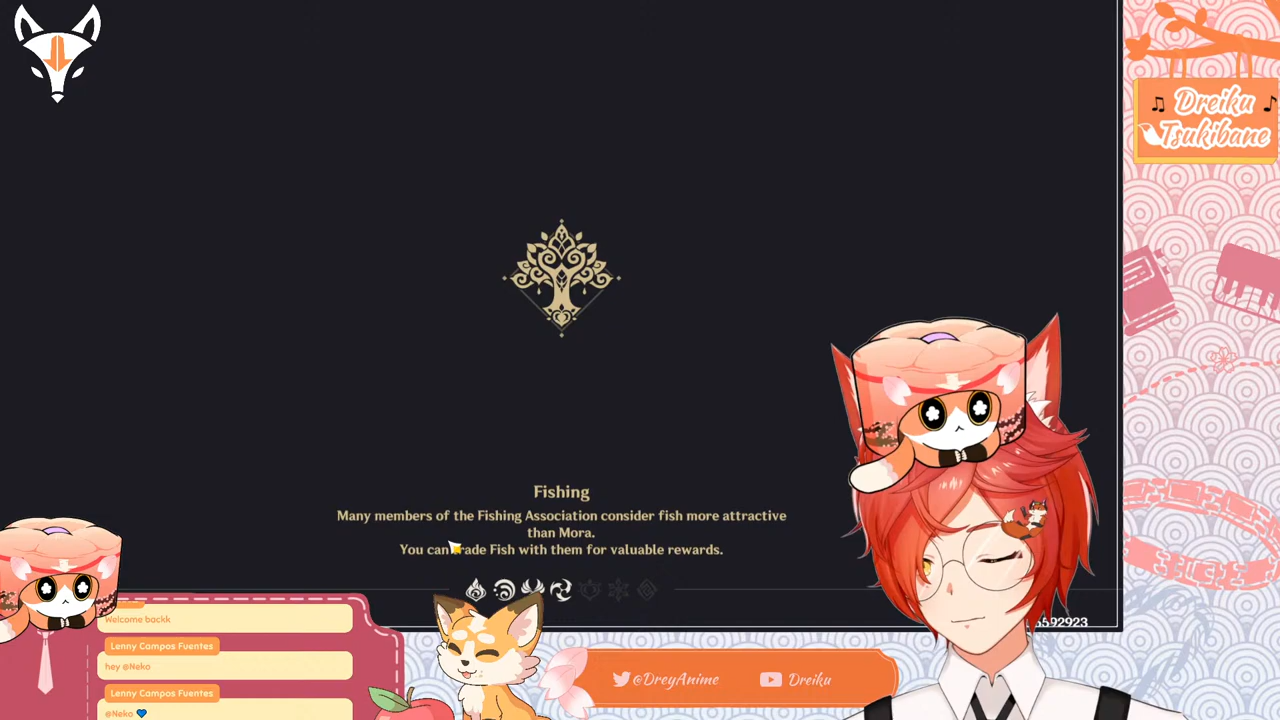 Dreiku
Tsukibane
Fishing
Many members of the Fishing Association consider fish more attractive
than Mora.
You can trade Fish with them for valuable rewards.
592923
Welcome backk
Lenny Campos Fuentes
hey @Neko
Lenny Campos Fuentes
@Neko 💙
@DreyAnime
Dreiku